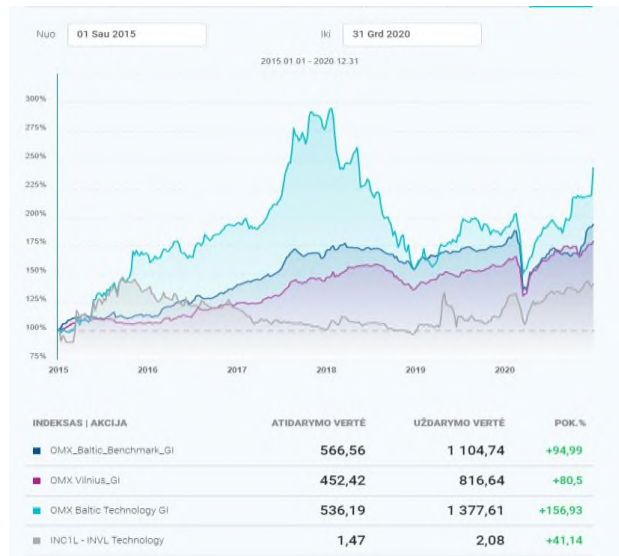 Nuo 01 Sau 2015 Iki 31 Grd 2020
2015 01 01 - 2020 12.31
300%
275%
250%
225%
200%
175%
150%
125%
100%
75%
2015 2016 2017 2018 2019 2020
INDEKSAS | AKCIJA ATIDARYMO VERTĖ UŽDARYMO VERTĖ POK.%
OMX_Baltic_Benchmark_GI 566,56 1 104,74 +94,99
OMX Vilnius_GI 452,42 816,64 +80,5
OMX Baltic Technology GI 536,19 1 377,61 +156,93
INC1L - INVL Technology 1,47 2,08 +41,14